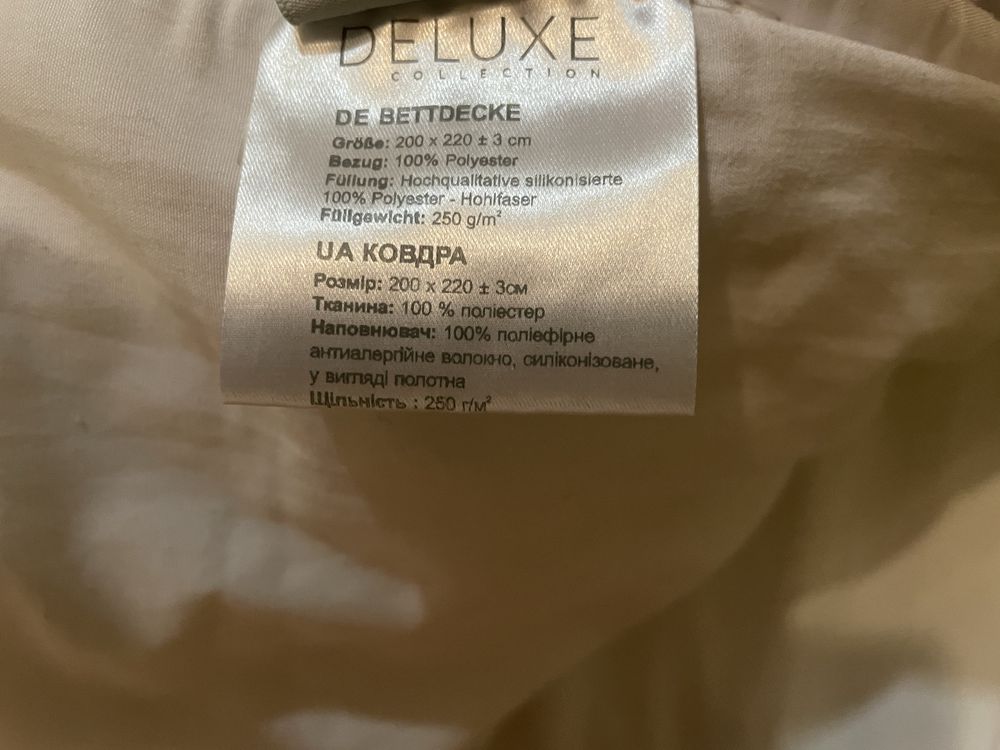 DELUXE
COLLECTION
DE BETTDECKE
Größe: 200 x 220 ± 3 cm
Bezug: 100% Polyester
Füllung: Hochqualitative silikonisierte
100% Polyester - Hohlfaser
Füllgewicht: 250 g/m²
UA КОВДРА
Розмір: 200 x 220 ± 3см
Тканина: 100 % поліестер
Наповнювач: 100% поліефірне
антиалергійне волокно, силіконізоване,
у вигляді полотна
Щільність : 250 г/м²